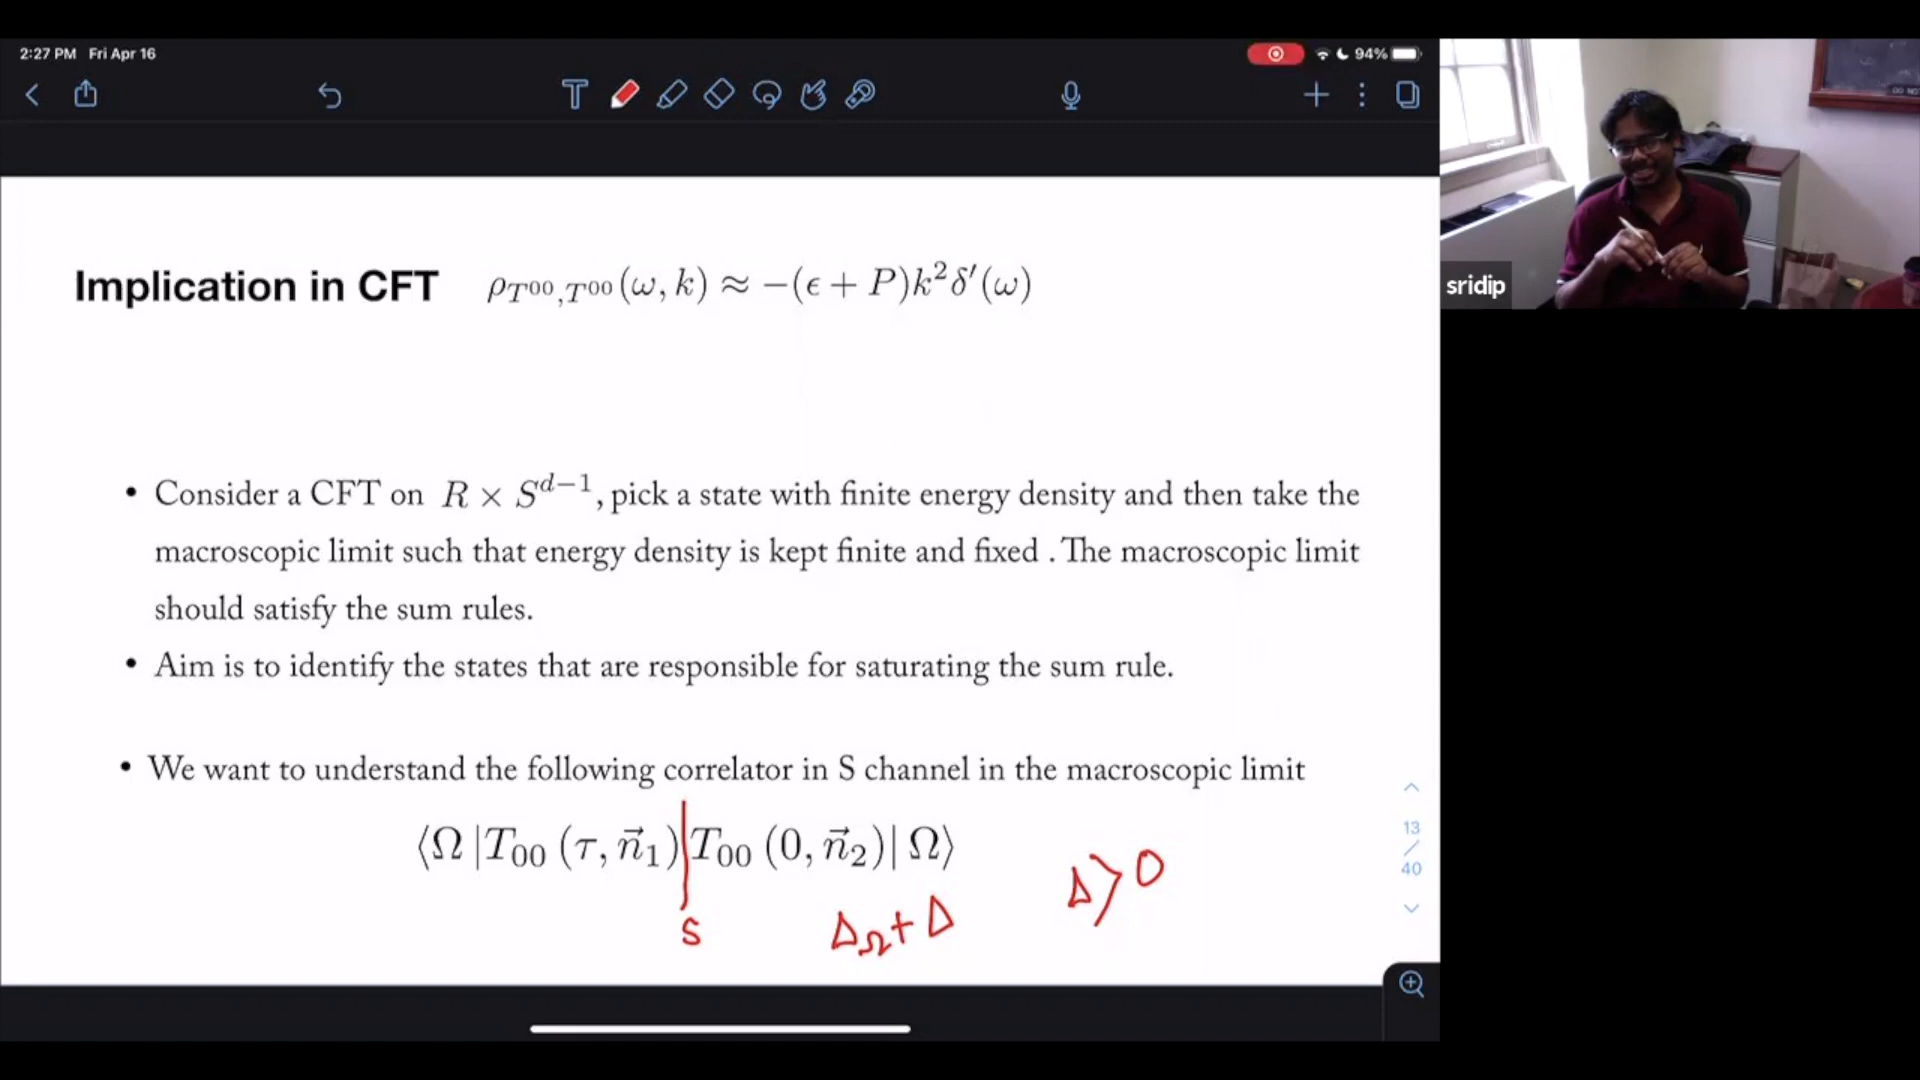 2:27 PM Fri Apr 16
94%
T
Implication in CFT ρ_{T^{00},T^{00}}(ω, k) ≈ −(ϵ + P)k²δ′(ω)
sridip
• Consider a CFT on R × S^{d−1}, pick a state with finite energy density and then take the
macroscopic limit such that energy density is kept finite and fixed . The macroscopic limit
should satisfy the sum rules.
• Aim is to identify the states that are responsible for saturating the sum rule.
• We want to understand the following correlator in S channel in the macroscopic limit
⟨Ω |T₀₀ (τ, n⃗₁) T₀₀ (0, n⃗₂)| Ω⟩
Δ > 0
S
Δ_Ω + Δ
13
/
40